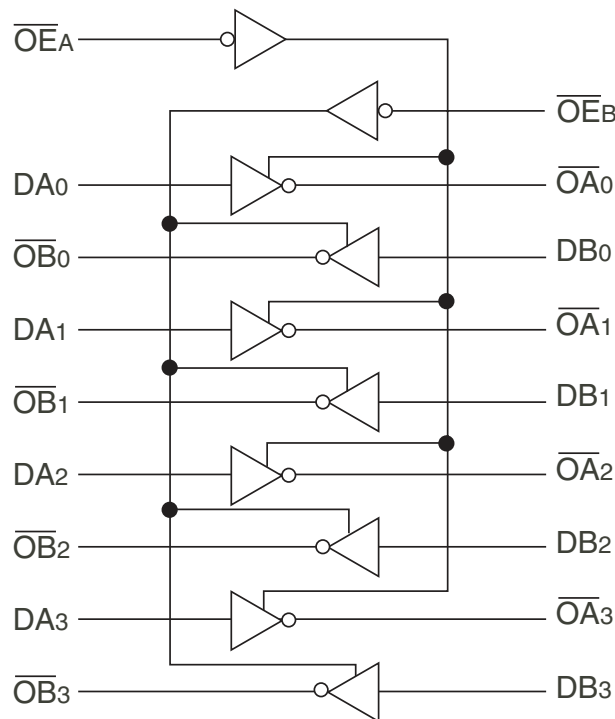 OEA
OEB
DA0 OA0
OB0 DB0
DA1 OA1
OB1 DB1
DA2 OA2
OB2 DB2
DA3 OA3
OB3 DB3